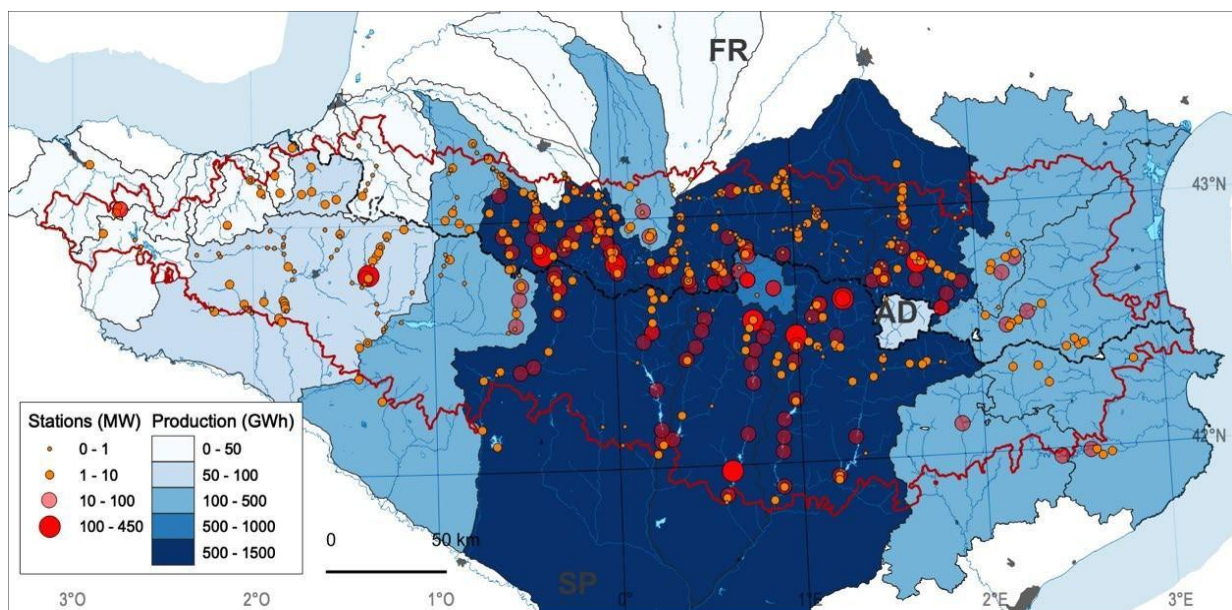 FR
43°N
AD
42°N
Stations (MW) Production (GWh)
0 - 1 0 - 50
1 - 10 50 - 100
10 - 100 100 - 500
100 - 450 500 - 1000
500 - 1500
0 50 km
SP
3°O 2°O 1°O 0° 1°E 2°E 3°E